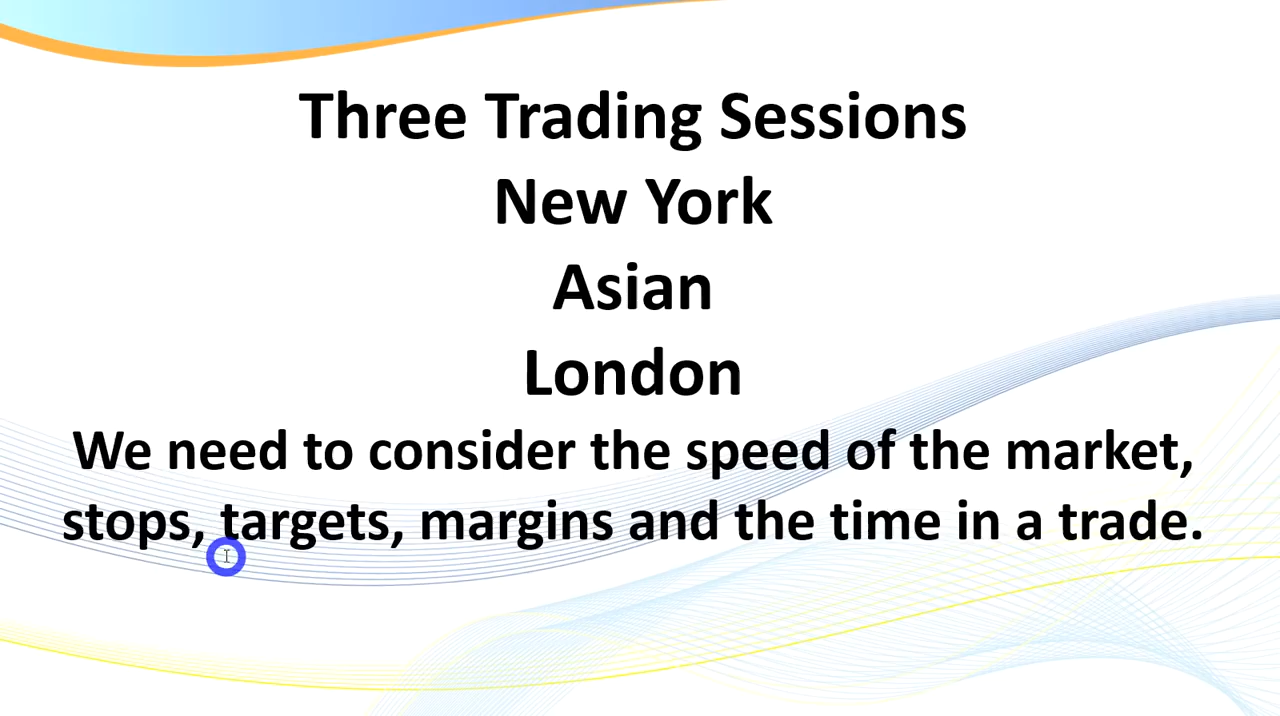 Three Trading Sessions
New York
Asian
London
We need to consider the speed of the market,
stops, targets, margins and the time in a trade.